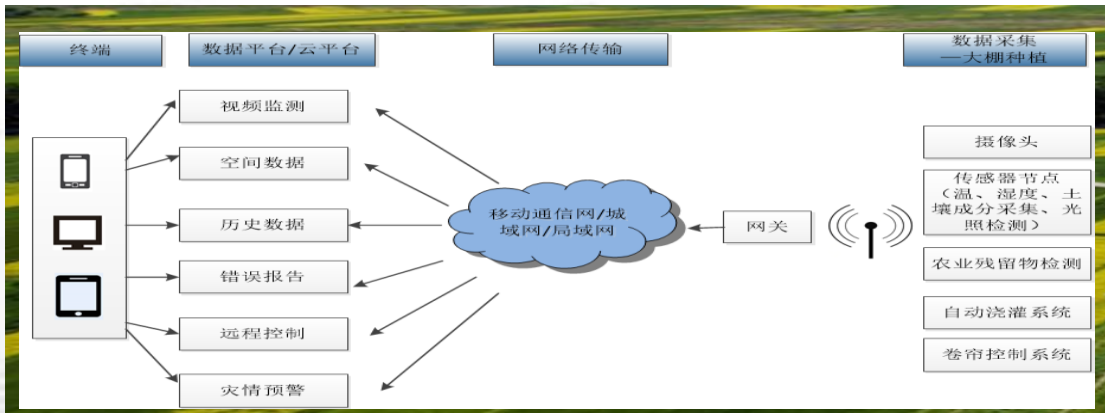 终端
数据平台/云平台
网络传输
数据采集
—大棚种植
视频监测
空间数据
历史数据
错误报告
远程控制
灾情预警
移动通信网/城
域网/局域网
网关
摄像头
传感器节点
（温、湿度、土
壤成分采集、光
照检测）
农业残留物检测
自动浇灌系统
卷帘控制系统